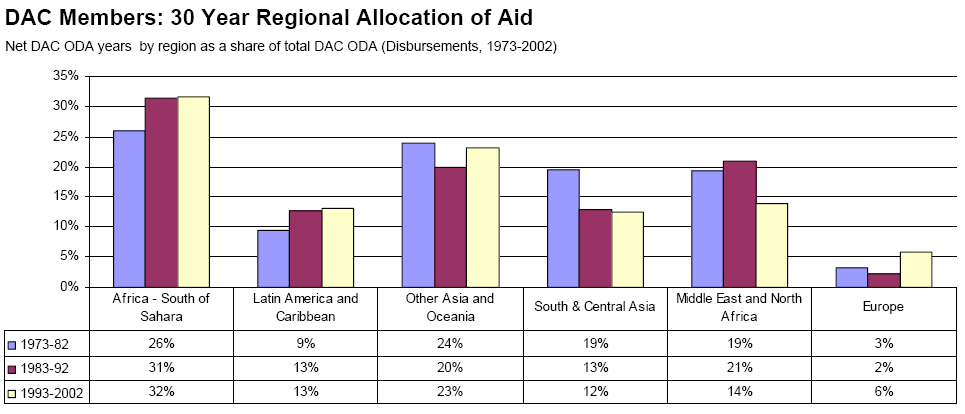 DAC Members: 30 Year Regional Allocation of Aid
Net DAC ODA years by region as a share of total DAC ODA (Disbursements, 1973-2002)
35%
30%
25%
20%
15%
10%
5%
0%
Africa - South of Sahara
Latin America and Caribbean
Other Asia and Oceania
South & Central Asia
Middle East and North Africa
Europe
1973-82 26% 9% 24% 19% 19% 3%
1983-92 31% 13% 20% 13% 21% 2%
1993-2002 32% 13% 23% 12% 14% 6%